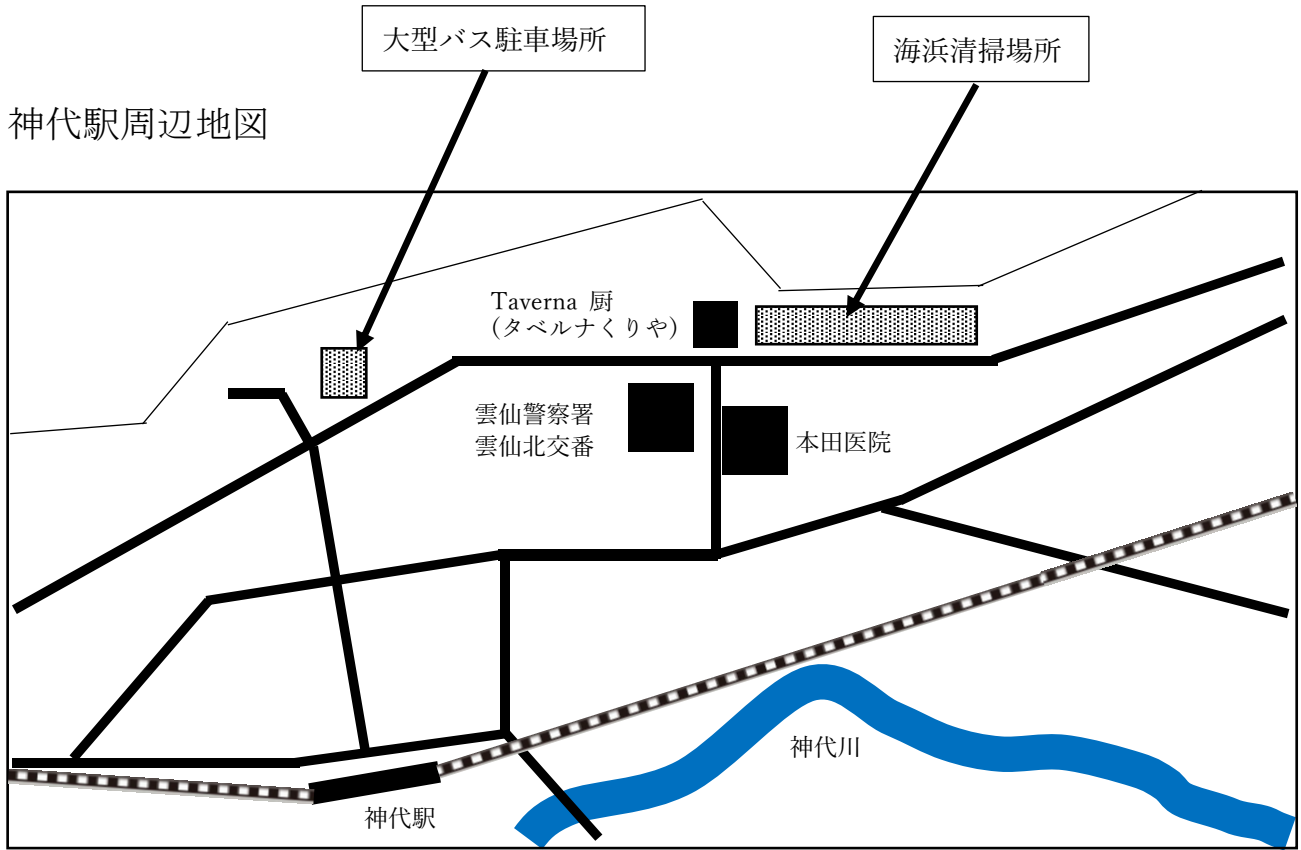 大型バス駐車場所
海浜清掃場所
神代駅周辺地図
Taverna 厨
(タベルナくりや)
雲仙警察署
雲仙北交番
本田医院
神代川
神代駅